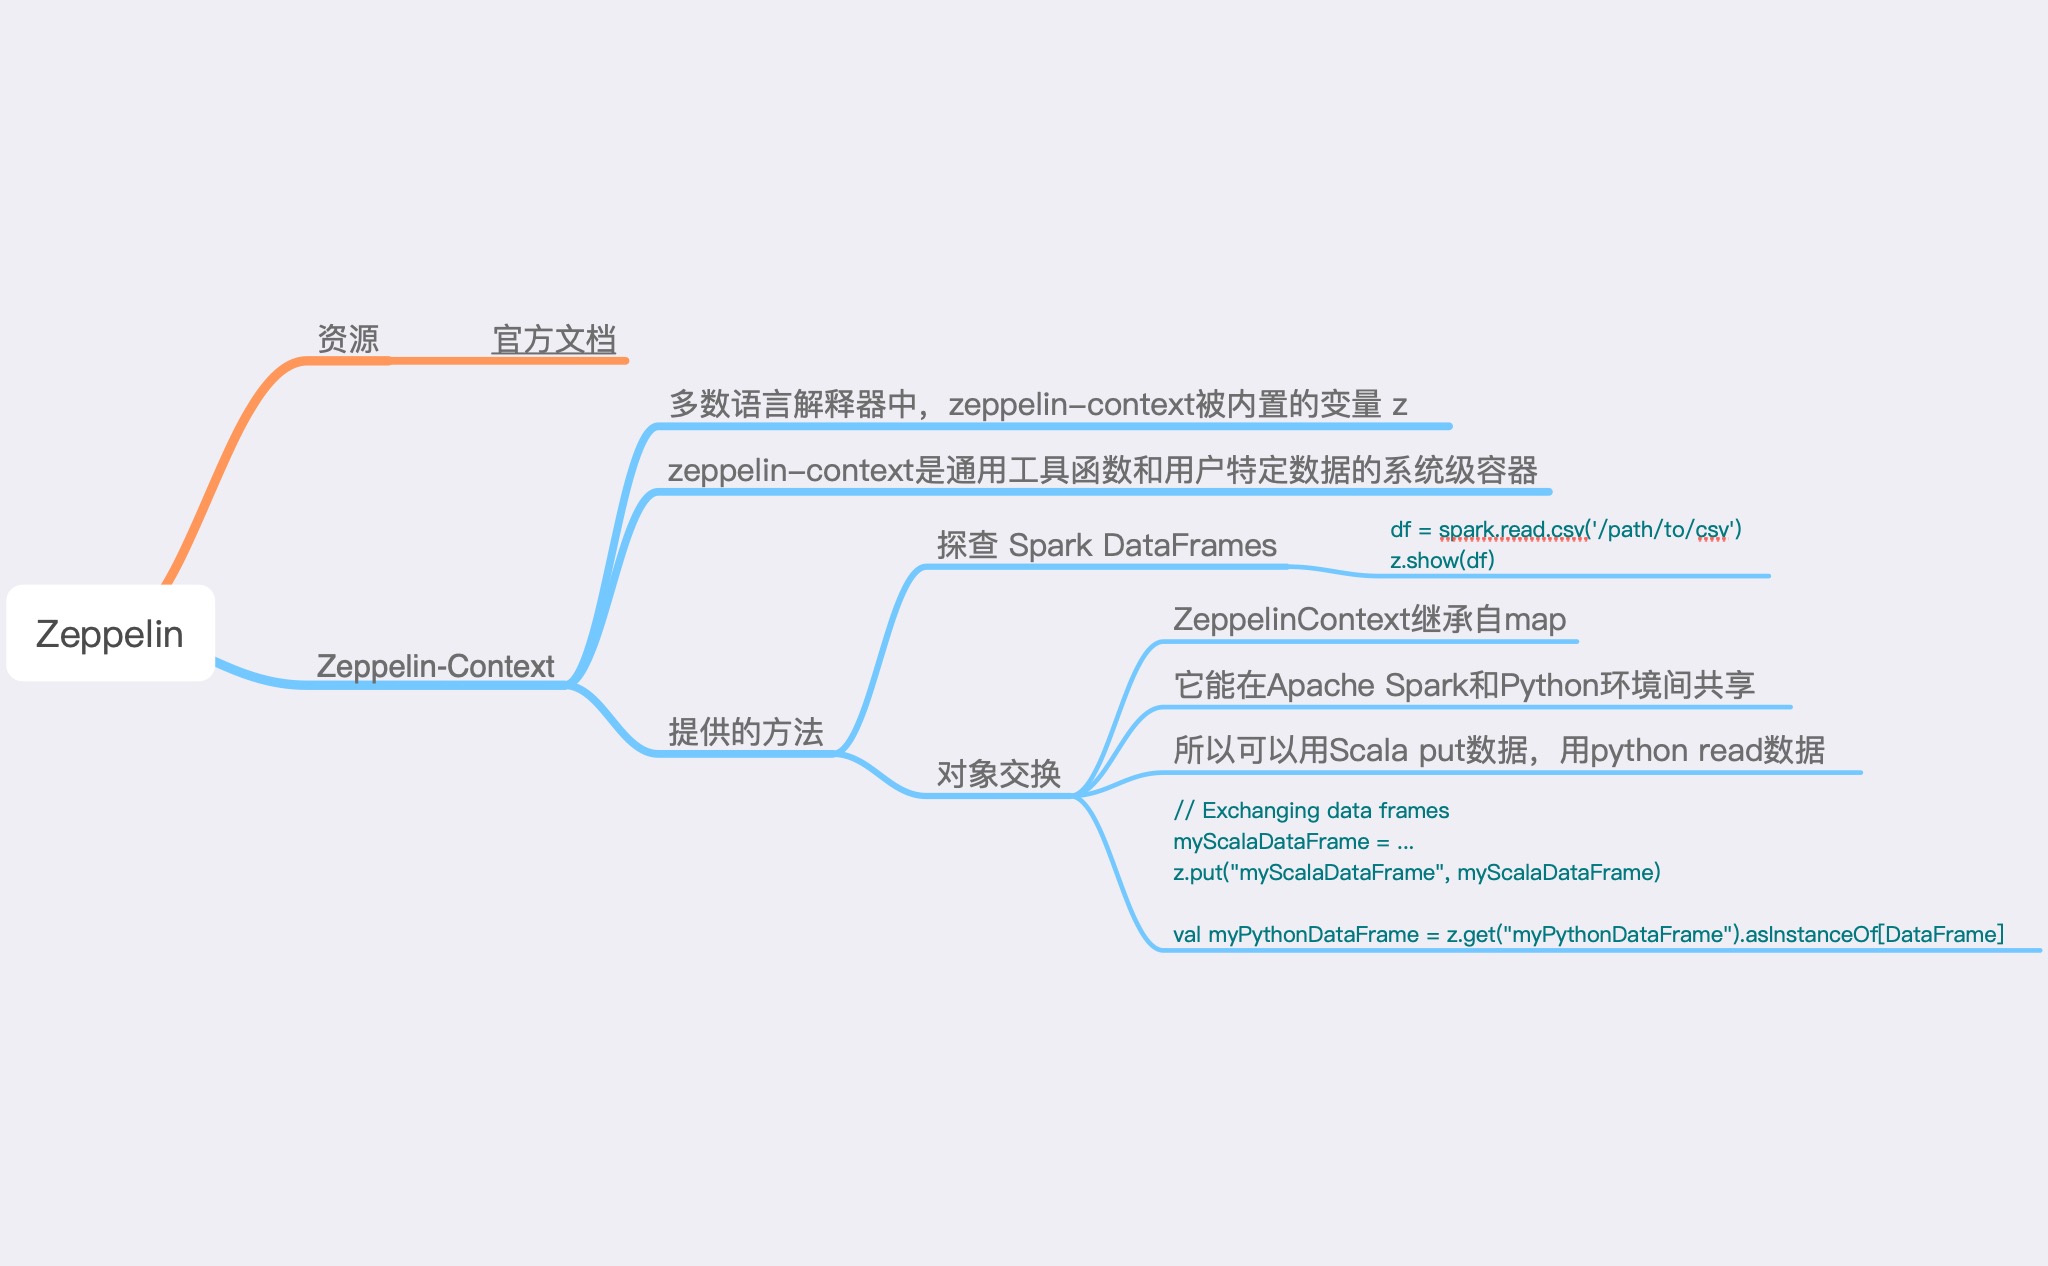 Zeppelin
资源
官方文档
Zeppelin-Context
多数语言解释器中，zeppelin-context被内置的变量 z
zeppelin-context是通用工具函数和用户特定数据的系统级容器
提供的方法
探查 Spark DataFrames
df = spark.read.csv('/path/to/csv')
z.show(df)
对象交换
ZeppelinContext继承自map
它能在Apache Spark和Python环境间共享
所以可以用Scala put数据，用python read数据
// Exchanging data frames
myScalaDataFrame = ...
z.put("myScalaDataFrame", myScalaDataFrame)
val myPythonDataFrame = z.get("myPythonDataFrame").asInstanceOf[DataFrame]